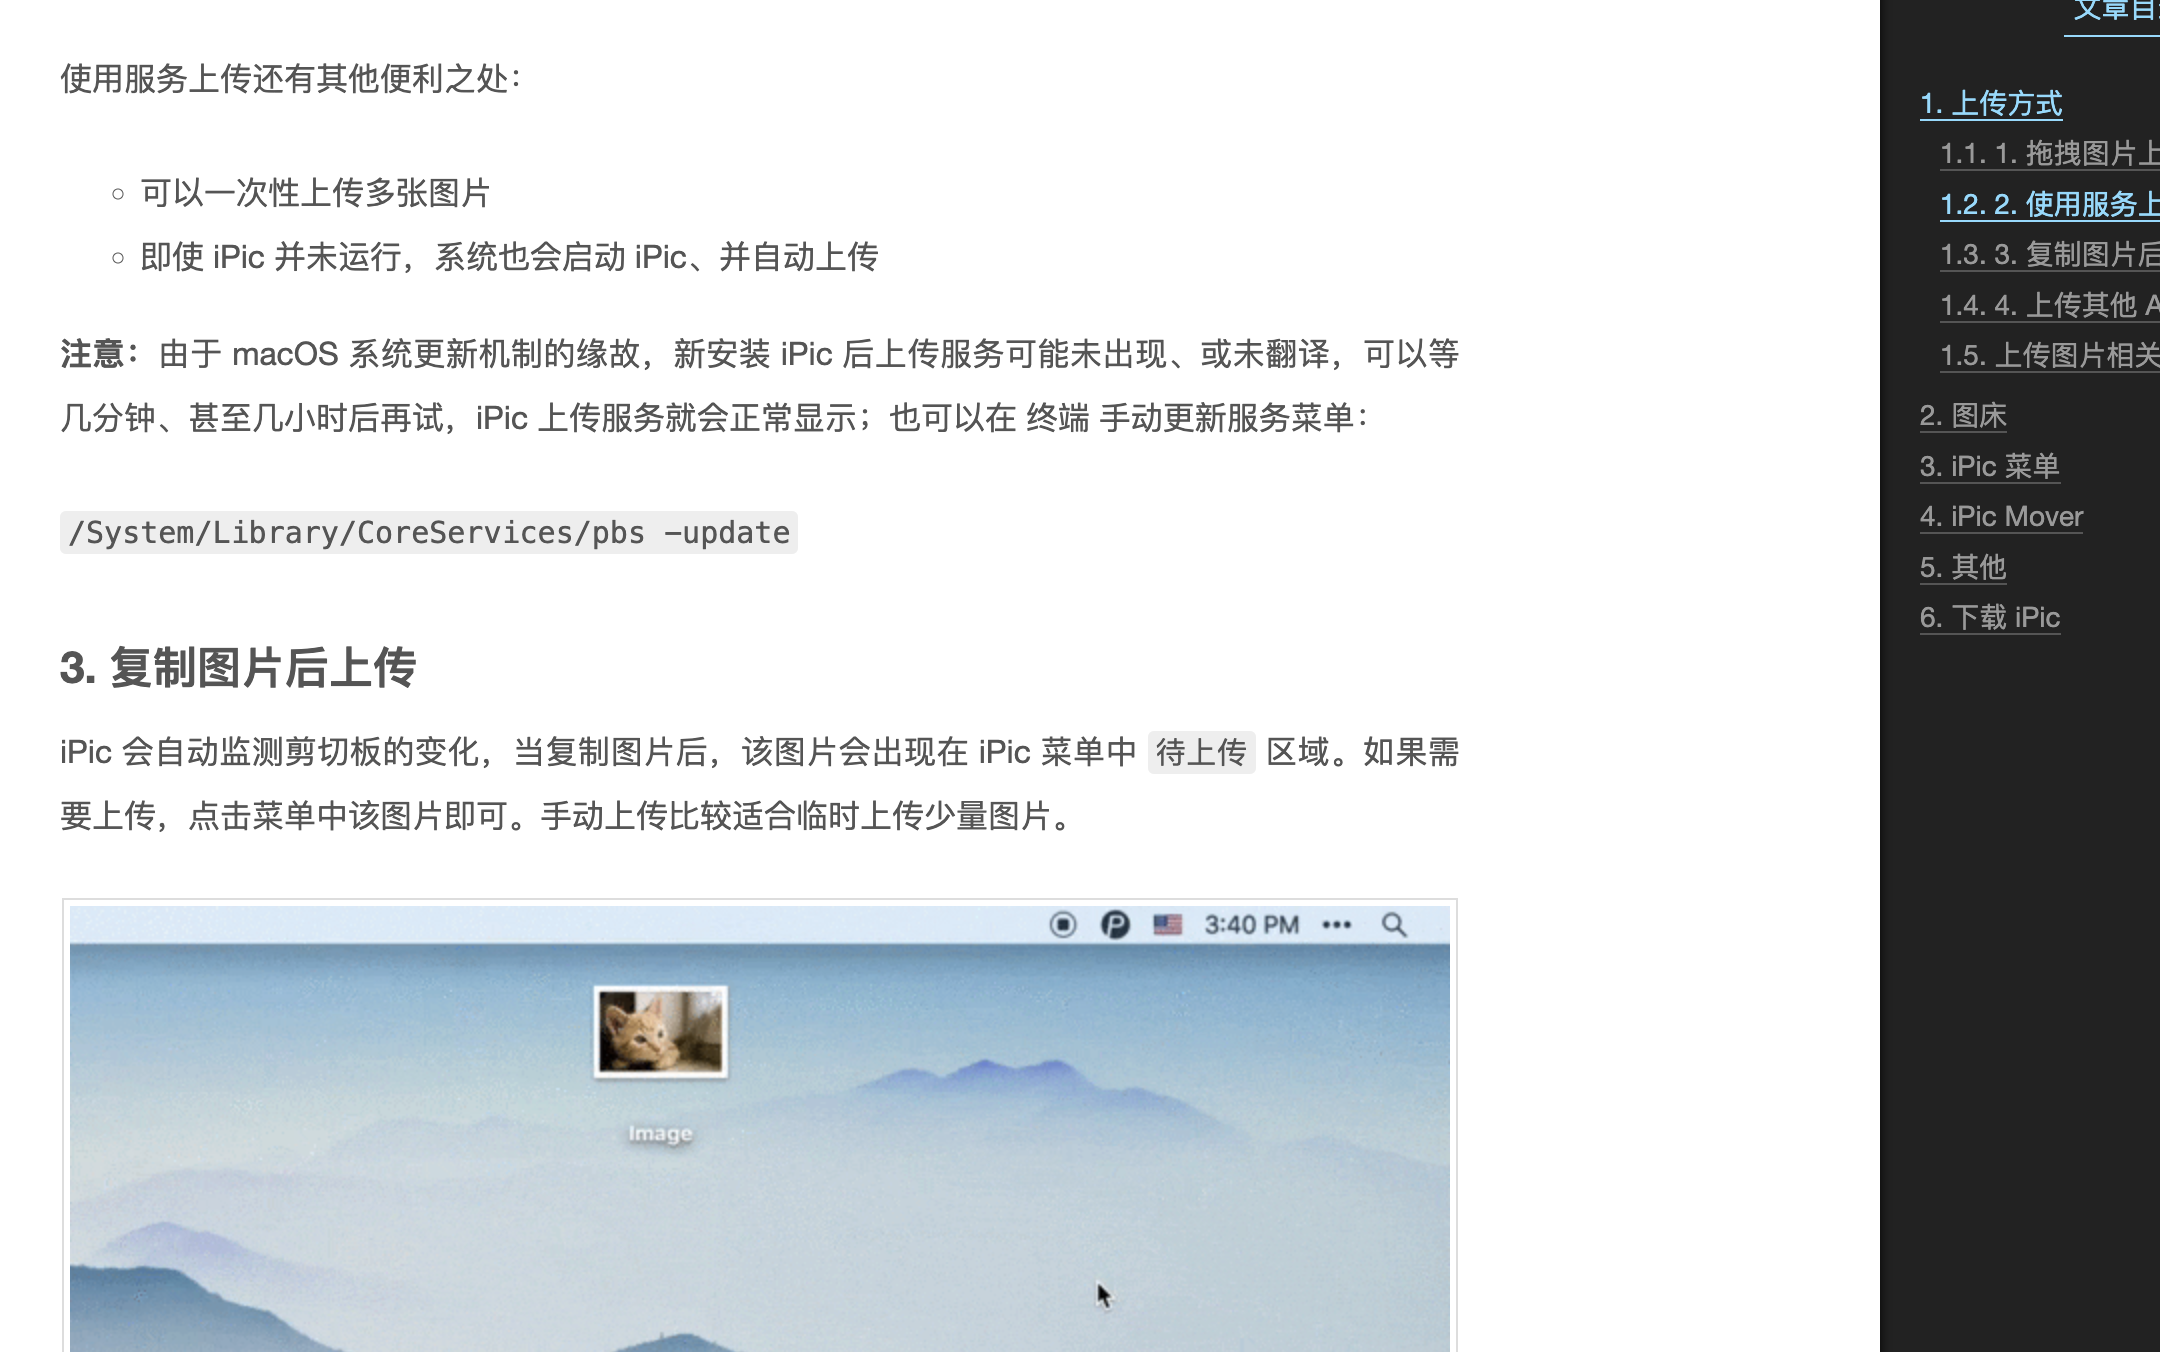 使用服务上传还有其他便利之处：
可以一次性上传多张图片
即使 iPic 并未运行，系统也会启动 iPic、并自动上传
注意：由于 macOS 系统更新机制的缘故，新安装 iPic 后上传服务可能未出现、或未翻译，可以等
几分钟、甚至几小时后再试，iPic 上传服务就会正常显示；也可以在 终端 手动更新服务菜单：
/System/Library/CoreServices/pbs -update
3. 复制图片后上传
iPic 会自动监测剪切板的变化，当复制图片后，该图片会出现在 iPic 菜单中 待上传 区域。如果需
要上传，点击菜单中该图片即可。手动上传比较适合临时上传少量图片。
3:40 PM
Image
文章目
1. 上传方式
1.1. 1. 拖拽图片上
1.2. 2. 使用服务上
1.3. 3. 复制图片后
1.4. 4. 上传其他 A
1.5. 上传图片相关
2. 图床
3. iPic 菜单
4. iPic Mover
5. 其他
6. 下载 iPic